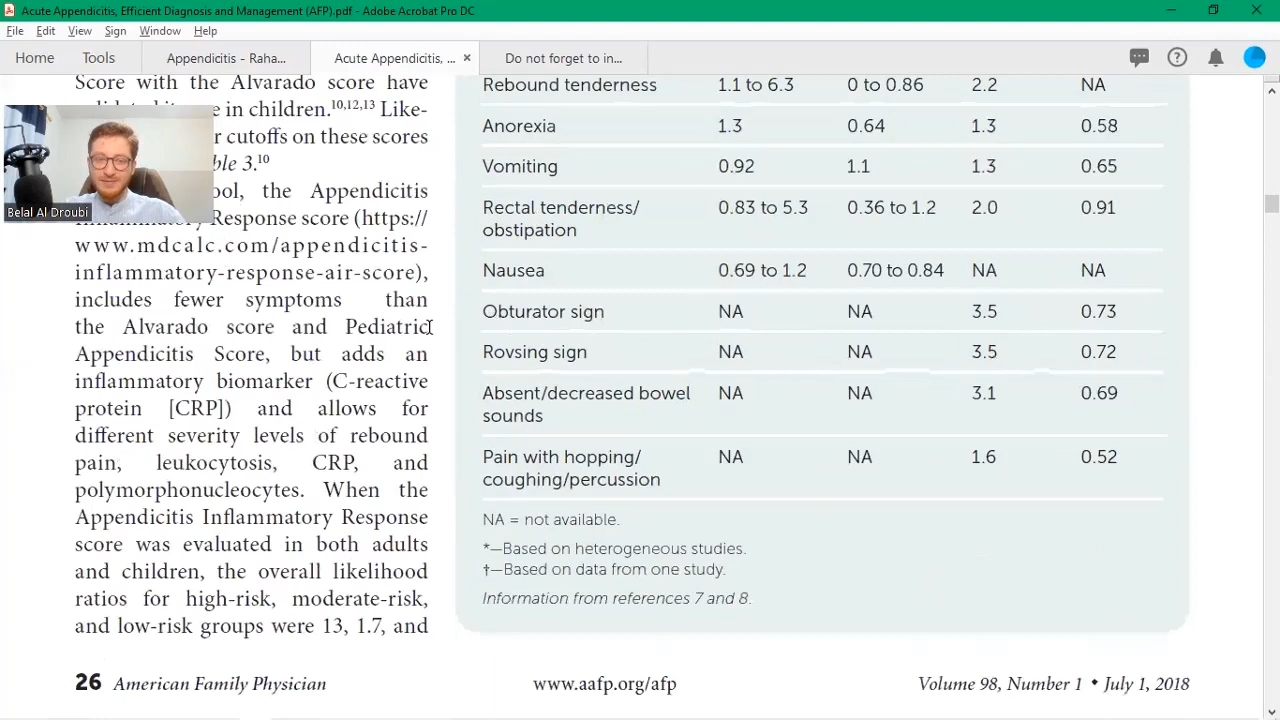 Acute Appendicitis, Efficient Diagnosis and Management (AFP).pdf - Adobe Acrobat Pro DC
File Edit View Sign Window Help
Home Tools Appendicitis - Raha... Acute Appendicitis, ... × Do not forget to in...
Score with the Alvarado score have
in children.10,12,13 Like-
cutoffs on these scores
ble 3.10
ool, the Appendicitis
Response score (https://
www.mdcalc.com/appendicitis-
inflammatory-response-air-score),
includes fewer symptoms than
the Alvarado score and Pediatric
Appendicitis Score, but adds an
inflammatory biomarker (C-reactive
protein [CRP]) and allows for
different severity levels of rebound
pain, leukocytosis, CRP, and
polymorphonucleocytes. When the
Appendicitis Inflammatory Response
score was evaluated in both adults
and children, the overall likelihood
ratios for high-risk, moderate-risk,
and low-risk groups were 13, 1.7, and
Belal Al Droubi
Rebound tenderness 1.1 to 6.3 0 to 0.86 2.2 NA
Anorexia 1.3 0.64 1.3 0.58
Vomiting 0.92 1.1 1.3 0.65
Rectal tenderness/ 0.83 to 5.3 0.36 to 1.2 2.0 0.91
obstipation
Nausea 0.69 to 1.2 0.70 to 0.84 NA NA
Obturator sign NA NA 3.5 0.73
Rovsing sign NA NA 3.5 0.72
Absent/decreased bowel NA NA 3.1 0.69
sounds
Pain with hopping/ NA NA 1.6 0.52
coughing/percussion
NA = not available.
*—Based on heterogeneous studies.
†—Based on data from one study.
Information from references 7 and 8.
26 American Family Physician www.aafp.org/afp Volume 98, Number 1 ◆ July 1, 2018